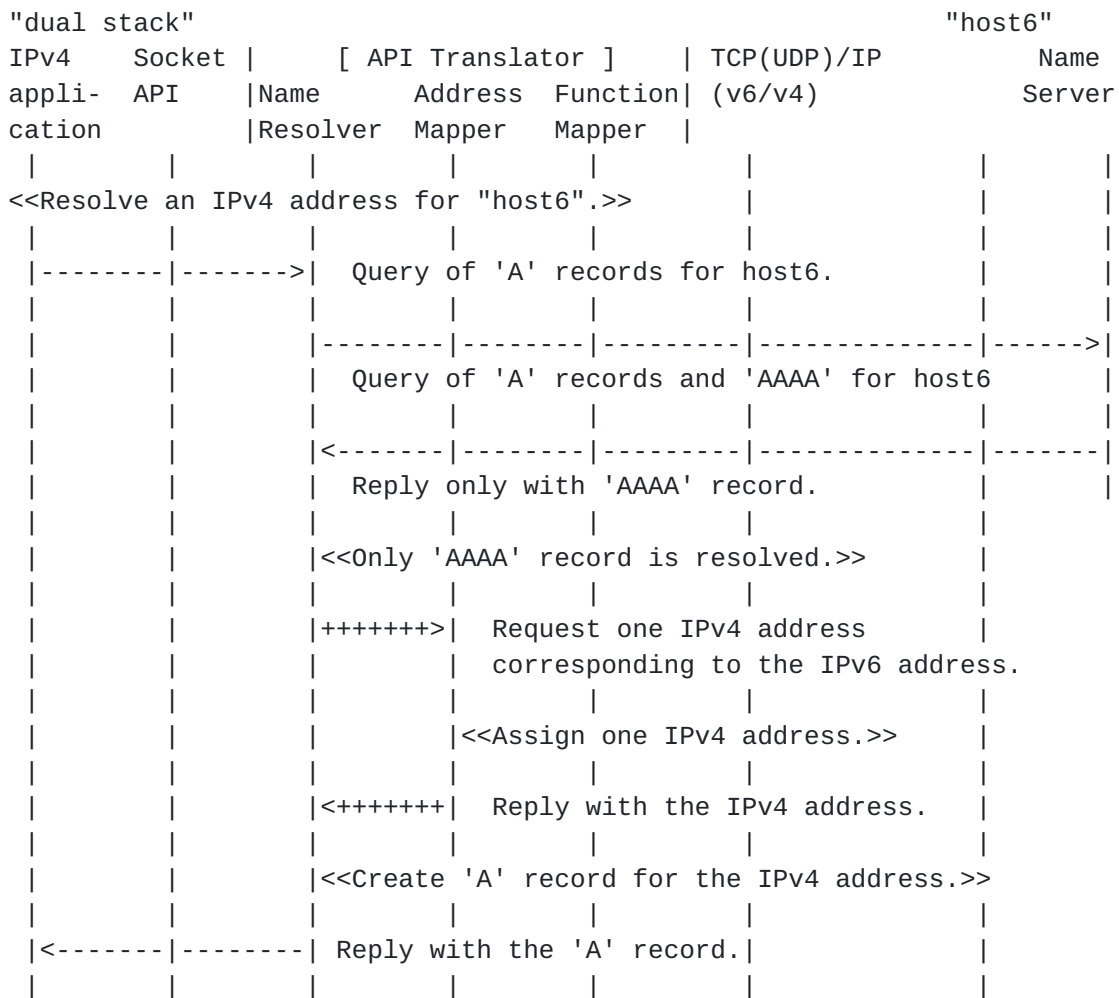 "dual stack"                                                "host6"
IPv4    Socket |     [ API Translator ]    | TCP(UDP)/IP          Name
appli-  API    |Name      Address  Function| (v6/v4)             Server
cation         |Resolver  Mapper   Mapper  |
 |         |        |        |        |         |              |       |
<<Resolve an IPv4 address for "host6".>>       |              |       |
 |         |        |        |        |         |              |       |
 |--------|------->|  Query of 'A' records for host6.         |       |
 |         |        |        |        |         |              |       |
 |         |        |--------|--------|---------|--------------|------>|
 |         |        |  Query of 'A' records and 'AAAA' for host6       |
 |         |        |        |        |         |              |       |
 |         |        |<-------|--------|---------|--------------|-------|
 |         |        |  Reply only with 'AAAA' record.          |       |
 |         |        |        |        |         |              |
 |         |        |<<Only 'AAAA' record is resolved.>>       |
 |         |        |        |        |         |              |
 |         |        |+++++++>|  Request one IPv4 address       |
 |         |        |        |  corresponding to the IPv6 address.
 |         |        |        |        |         |              |
 |         |        |        |<<Assign one IPv4 address.>>     |
 |         |        |        |        |         |              |
 |         |        |<+++++++|  Reply with the IPv4 address.   |
 |         |        |        |        |         |              |
 |         |        |<<Create 'A' record for the IPv4 address.>>
 |         |        |        |        |         |              |
 |<-------|--------| Reply with the 'A' record.|              |
 |         |        |        |        |         |              |